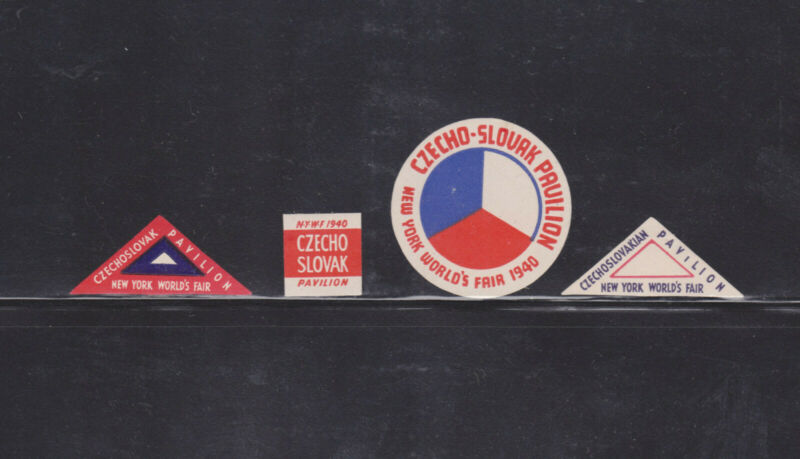 CZECHOSLOVAK PAVILION
NEW YORK WORLD'S FAIR
N·Y·W·F 1940
CZECHO
SLOVAK
PAVILION
CZECHO-SLOVAK PAVILION
NEW YORK WORLD'S FAIR 1940
CZECHOSLOVAKIAN PAVILION
NEW YORK WORLD'S FAIR